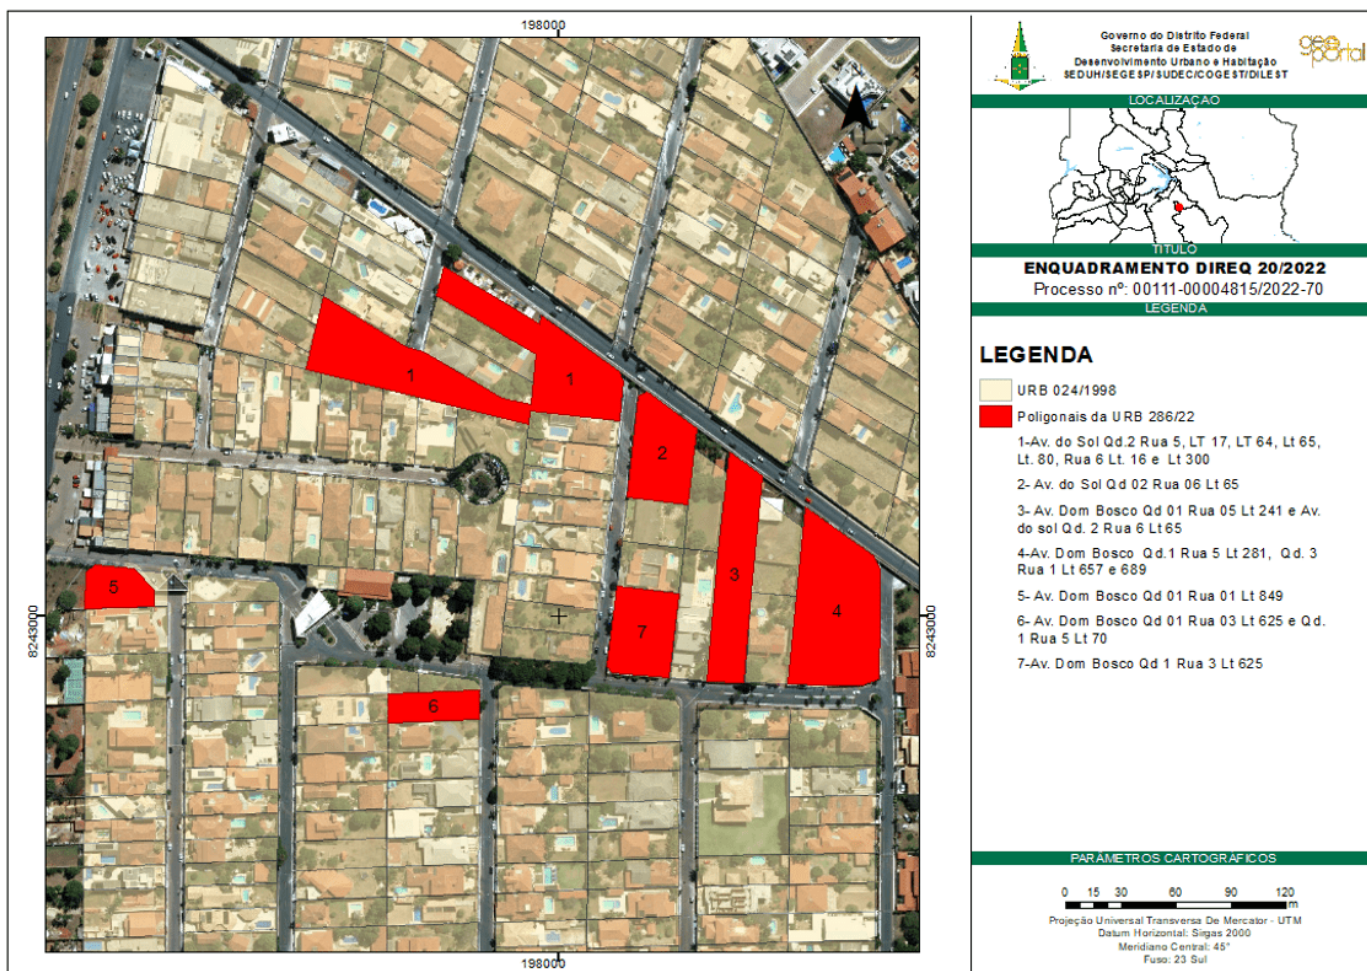 198000
8243000
8243000
198000
1
1
2
3
4
5
6
7
Governo do Distrito Federal
Secretaria de Estado de
Desenvolvimento Urbano e Habitação
SEDUH/SEGESP/SUDEC/COGEST/DILEST
geo
portal
LOCALIZAÇÃO
TÍTULO
ENQUADRAMENTO DIREQ 20/2022
Processo nº: 00111-00004815/2022-70
LEGENDA
LEGENDA
URB 024/1998
Poligonais da URB 286/22
1-Av. do Sol Qd.2 Rua 5, LT 17, LT 64, Lt 65,
Lt. 80, Rua 6 Lt. 16 e Lt 300
2- Av. do Sol Qd 02 Rua 06 Lt 65
3- Av. Dom Bosco Qd 01 Rua 05 Lt 241 e Av.
do sol Qd. 2 Rua 6 Lt 65
4-Av. Dom Bosco Qd.1 Rua 5 Lt 281, Qd. 3
Rua 1 Lt 657 e 689
5- Av. Dom Bosco Qd 01 Rua 01 Lt 849
6- Av. Dom Bosco Qd 01 Rua 03 Lt 625 e Qd.
1 Rua 5 Lt 70
7-Av. Dom Bosco Qd 1 Rua 3 Lt 625
PARÂMETROS CARTOGRÁFICOS
0 15 30 60 90 120
m
Projeção Universal Transversa De Mercator - UTM
Datum Horizontal: Sirgas 2000
Meridiano Central: 45°
Fuso: 23 Sul